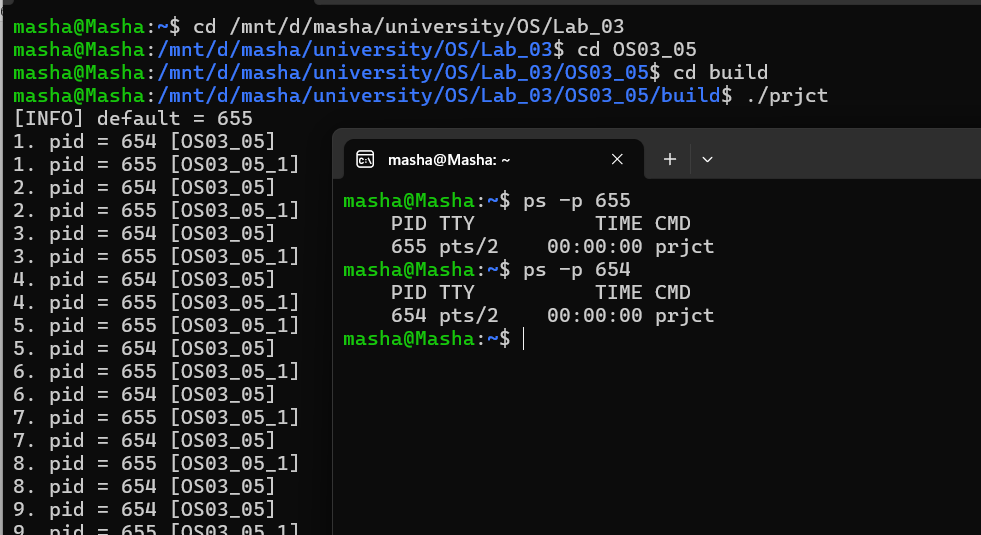 masha@Masha:~$ cd /mnt/d/masha/university/OS/Lab_03
masha@Masha:/mnt/d/masha/university/OS/Lab_03$ cd OS03_05
masha@Masha:/mnt/d/masha/university/OS/Lab_03/OS03_05$ cd build
masha@Masha:/mnt/d/masha/university/OS/Lab_03/OS03_05/build$ ./prjct
[INFO] default = 655
1. pid = 654 [OS03_05]
1. pid = 655 [OS03_05_1]
2. pid = 654 [OS03_05]
2. pid = 655 [OS03_05_1]
3. pid = 654 [OS03_05]
3. pid = 655 [OS03_05_1]
4. pid = 654 [OS03_05]
4. pid = 655 [OS03_05_1]
5. pid = 655 [OS03_05_1]
5. pid = 654 [OS03_05]
6. pid = 655 [OS03_05_1]
6. pid = 654 [OS03_05]
7. pid = 655 [OS03_05_1]
7. pid = 654 [OS03_05]
8. pid = 655 [OS03_05_1]
8. pid = 654 [OS03_05]
9. pid = 654 [OS03_05]
9. pid = 655 [OS03_05_1]
masha@Masha: ~
masha@Masha:~$ ps -p 655
    PID TTY          TIME CMD
    655 pts/2    00:00:00 prjct
masha@Masha:~$ ps -p 654
    PID TTY          TIME CMD
    654 pts/2    00:00:00 prjct
masha@Masha:~$